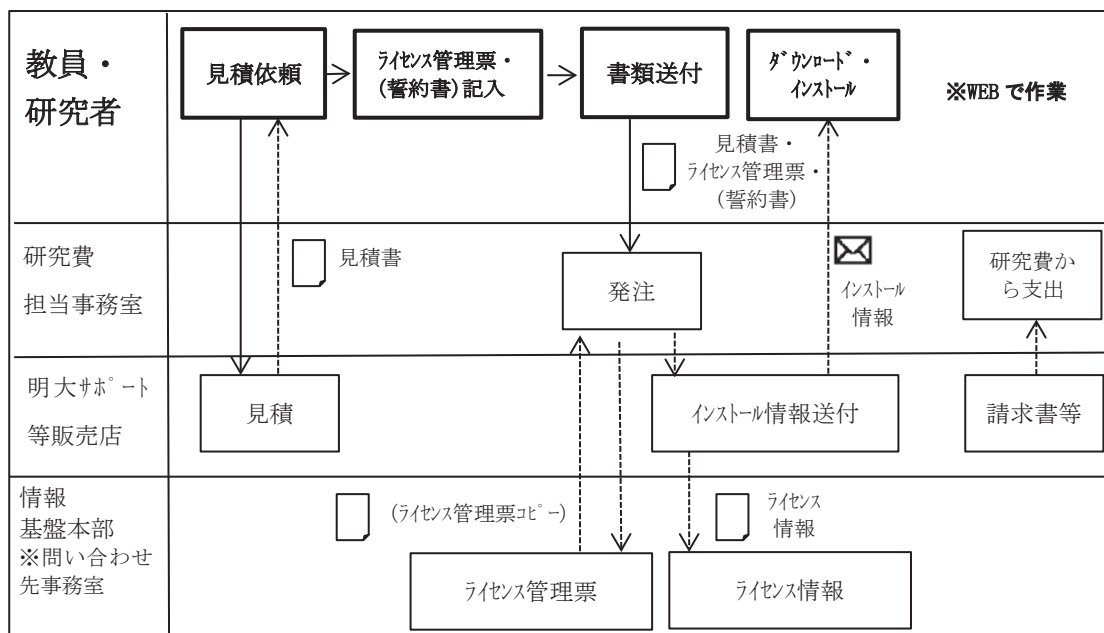 教員・
研究者
見積依頼
ﾗｲｾﾝｽ管理票・
(誓約書)記入
書類送付
ﾀﾞｳﾝﾛｰﾄﾞ・
ｲﾝｽﾄｰﾙ
※WEB で作業
見積書・
ﾗｲｾﾝｽ管理票・
(誓約書)
研究費
担当事務室
見積書
発注
ｲﾝｽﾄｰﾙ
情報
研究費か
ら支出
明大ｻﾎﾟｰﾄ
等販売店
見積
ｲﾝｽﾄｰﾙ情報送付
請求書等
情報
基盤本部
※問い合わせ
先事務室
(ﾗｲｾﾝｽ管理票ｺﾋﾟｰ)
ﾗｲｾﾝｽ
情報
ﾗｲｾﾝｽ管理票
ﾗｲｾﾝｽ情報